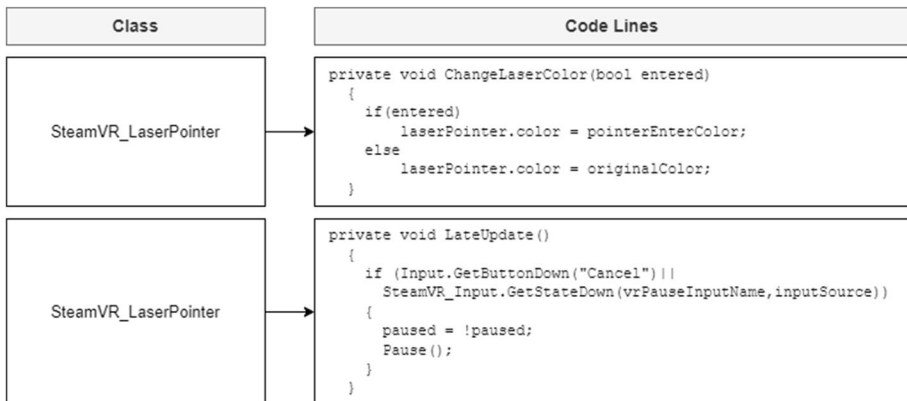 Class
Code Lines
SteamVR_LaserPointer
private void ChangeLaserColor(bool entered)
{
if(entered)
laserPointer.color = pointerEnterColor;
else
laserPointer.color = originalColor;
}
SteamVR_LaserPointer
private void LateUpdate()
{
if (Input.GetButtonDown("Cancel")||
SteamVR_Input.GetStateDown(vrPauseInputName,inputSource))
{
paused = !paused;
Pause();
}
}